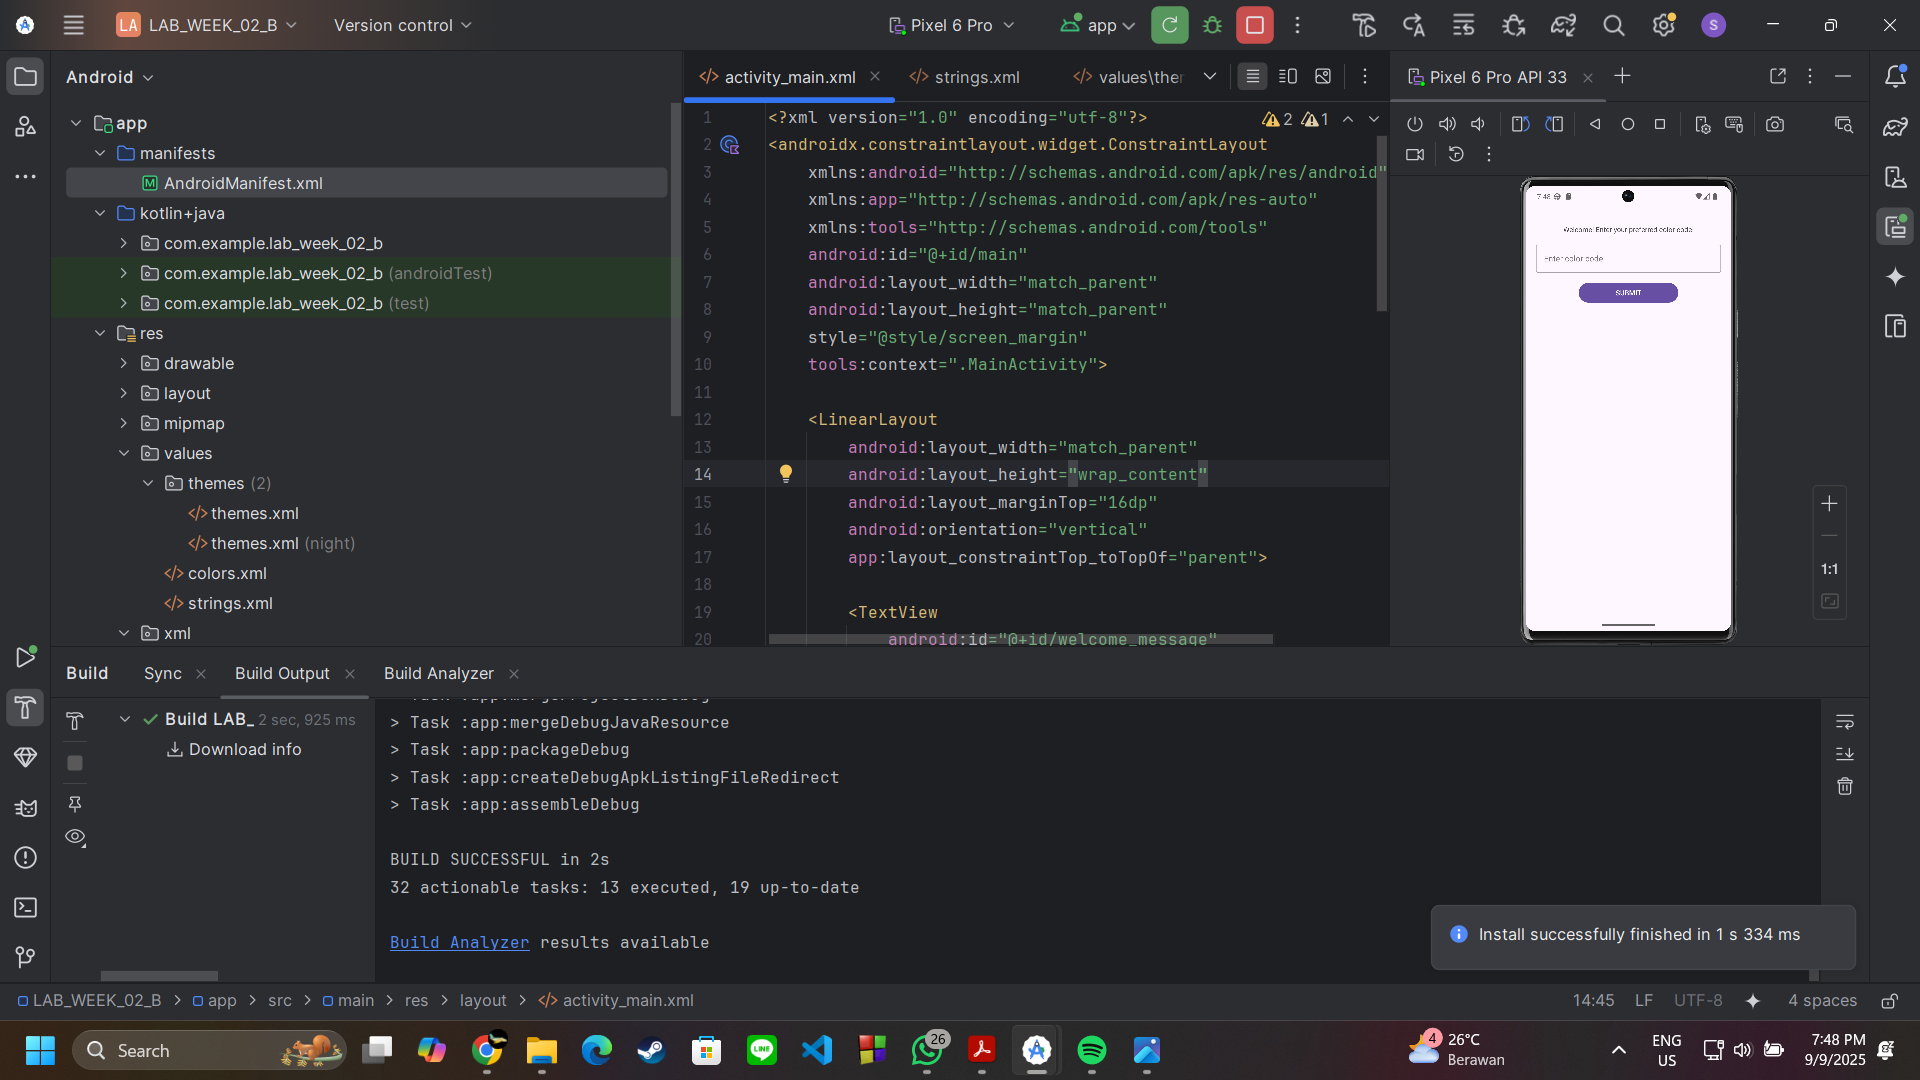 LA LAB_WEEK_02_B Version control Pixel 6 Pro app S
Android
app
manifests
AndroidManifest.xml
kotlin+java
com.example.lab_week_02_b
com.example.lab_week_02_b (androidTest)
com.example.lab_week_02_b (test)
res
drawable
layout
mipmap
values
themes (2)
themes.xml
themes.xml (night)
colors.xml
strings.xml
xml
activity_main.xml strings.xml values\ther
2 1
1 <?xml version="1.0" encoding="utf-8"?>
2 <androidx.constraintlayout.widget.ConstraintLayout
3 xmlns:android="http://schemas.android.com/apk/res/android"
4 xmlns:app="http://schemas.android.com/apk/res-auto"
5 xmlns:tools="http://schemas.android.com/tools"
6 android:id="@+id/main"
7 android:layout_width="match_parent"
8 android:layout_height="match_parent"
9 style="@style/screen_margin"
10 tools:context=".MainActivity">
11
12 <LinearLayout
13 android:layout_width="match_parent"
14 android:layout_height="wrap_content"
15 android:layout_marginTop="16dp"
16 android:orientation="vertical"
17 app:layout_constraintTop_toTopOf="parent">
18
19 <TextView
20 android:id="@+id/welcome_message"
Pixel 6 Pro API 33
7:48
Welcome! Enter your preferred color code
Enter color code
SUBMIT
1:1
Build Sync Build Output Build Analyzer
Build LAB_ 2 sec, 925 ms
Download info
> Task :app:mergeProjectDexDebug
> Task :app:mergeDebugJavaResource
> Task :app:packageDebug
> Task :app:createDebugApkListingFileRedirect
> Task :app:assembleDebug
BUILD SUCCESSFUL in 2s
32 actionable tasks: 13 executed, 19 up-to-date
Build Analyzer results available
Install successfully finished in 1 s 334 ms
LAB_WEEK_02_B > app > src > main > res > layout > activity_main.xml 14:45 LF UTF-8 4 spaces
Search
26
4
26°C
Berawan
ENG
US
7:48 PM
9/9/2025